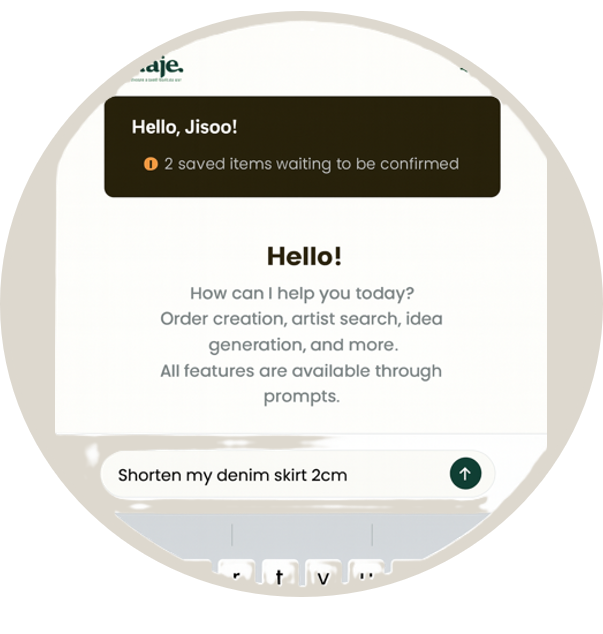 Hello, Jisoo!
2 saved items waiting to be confirmed
Hello!
How can I help you today?
Order creation, artist search, idea
generation, and more.
All features are available through
prompts.
Shorten my denim skirt 2cm
r t y u